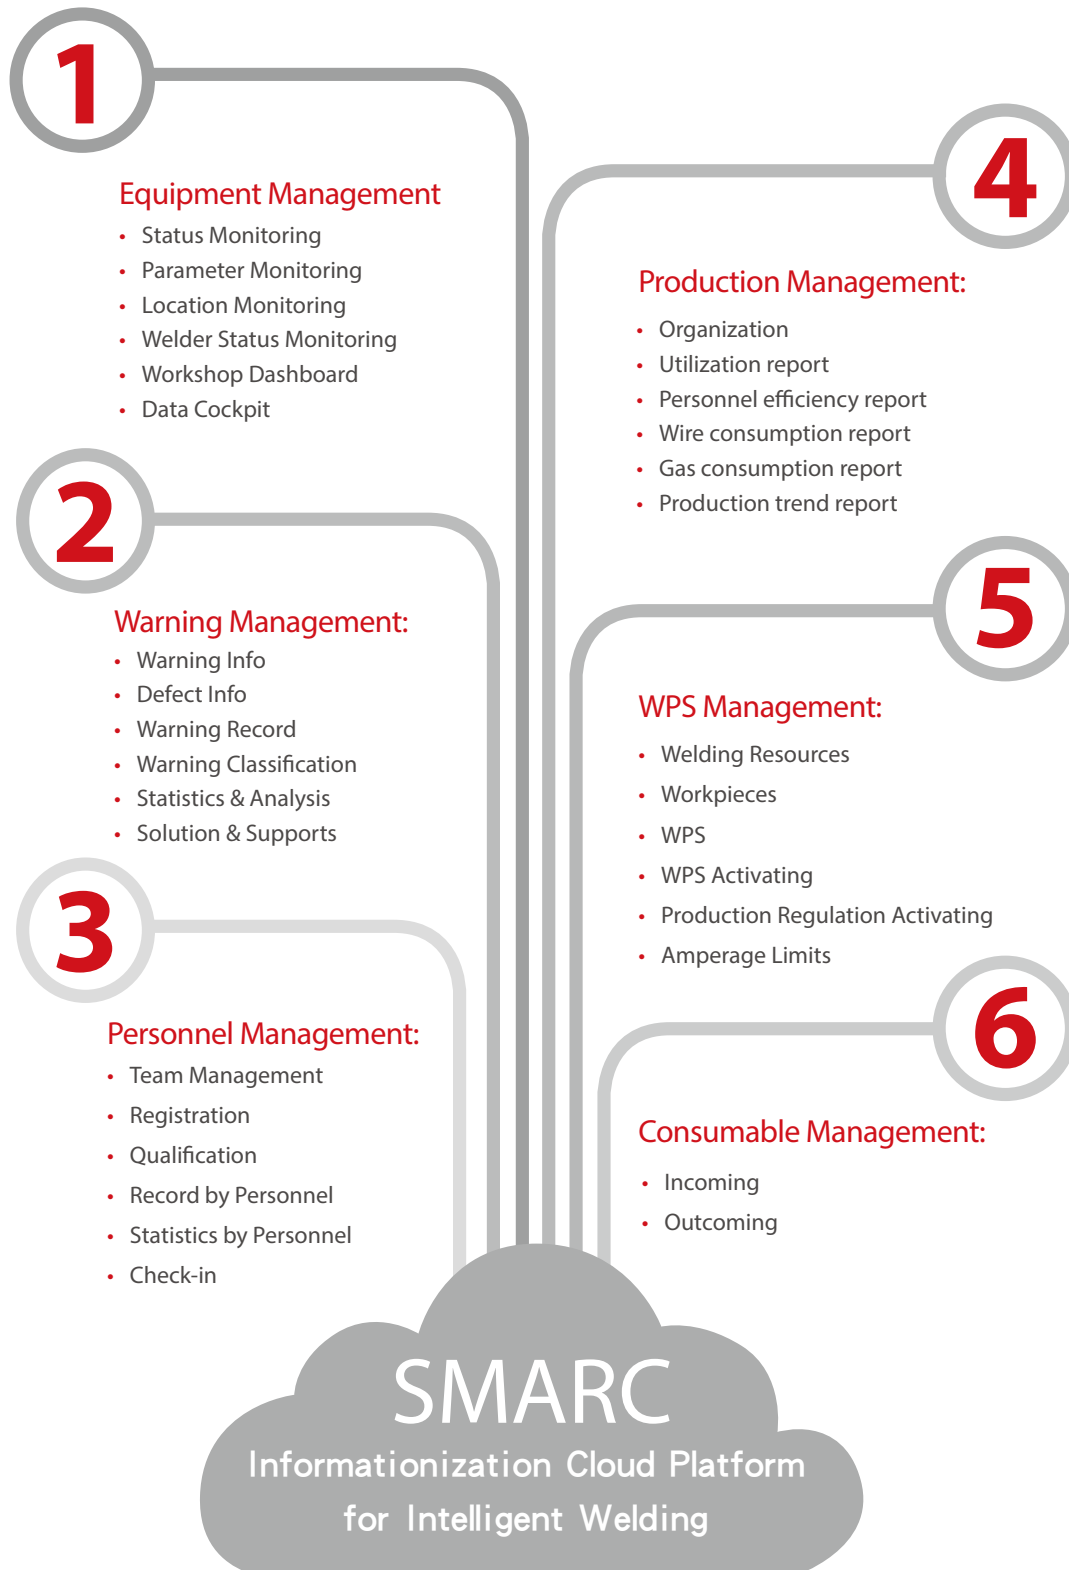 1
Equipment Management
• Status Monitoring
• Parameter Monitoring
• Location Monitoring
• Welder Status Monitoring
• Workshop Dashboard
• Data Cockpit
2
Warning Management:
• Warning Info
• Defect Info
• Warning Record
• Warning Classification
• Statistics & Analysis
• Solution & Supports
3
Personnel Management:
• Team Management
• Registration
• Qualification
• Record by Personnel
• Statistics by Personnel
• Check-in
4
Production Management:
• Organization
• Utilization report
• Personnel efficiency report
• Wire consumption report
• Gas consumption report
• Production trend report
5
WPS Management:
• Welding Resources
• Workpieces
• WPS
• WPS Activating
• Production Regulation Activating
• Amperage Limits
6
Consumable Management:
• Incoming
• Outcoming
SMARC
Informationization Cloud Platform
for Intelligent Welding